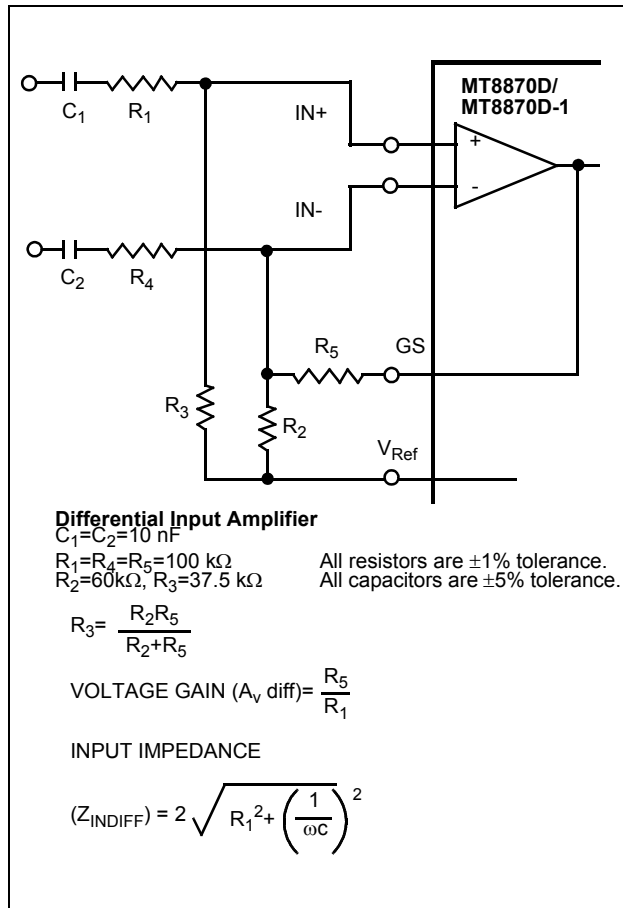 MT8870D/
MT8870D-1
C₁ R₁ IN+ +
IN- -
C₂ R₄
R₅ GS
R₃ R₂
V_Ref
Differential Input Amplifier
C₁=C₂=10 nF
R₁=R₄=R₅=100 kΩ All resistors are ±1% tolerance.
R₂=60kΩ, R₃=37.5 kΩ All capacitors are ±5% tolerance.
R₃= R₂R₅ / R₂+R₅
VOLTAGE GAIN (Aᵥ diff)= R₅ / R₁
INPUT IMPEDANCE
(Z_INDIFF) = 2 √ R₁²+ (1 / ωc)²